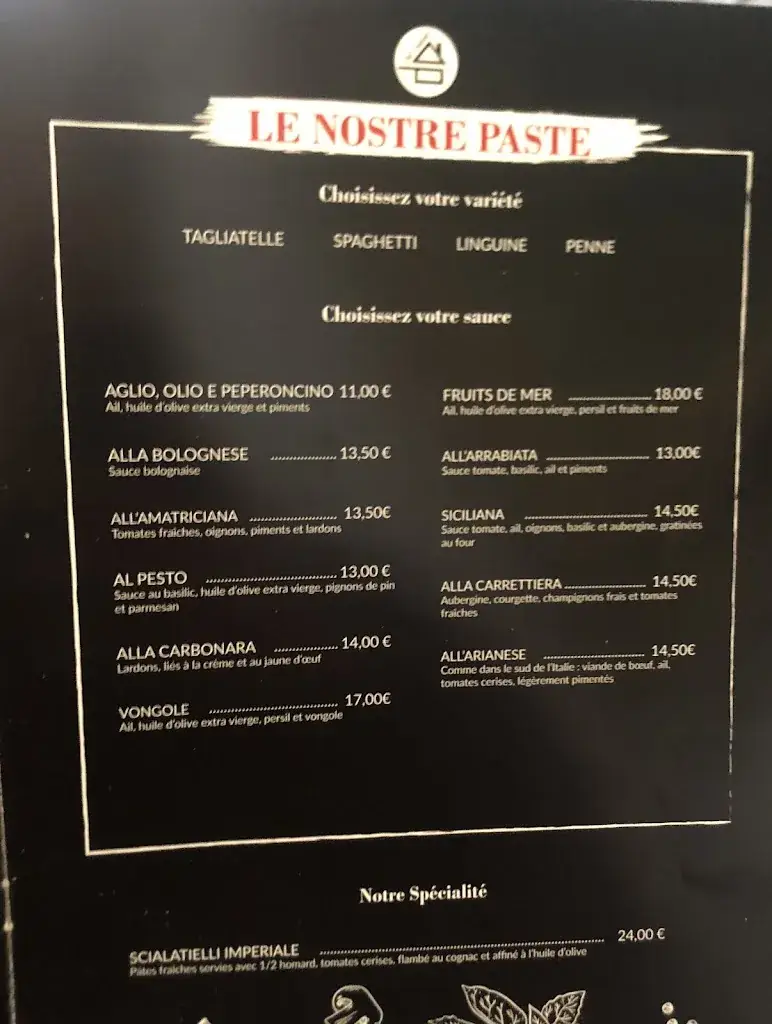 LE NOSTRE PASTE
Choisissez votre variété
TAGLIATELLE SPAGHETTI LINGUINE PENNE
Choisissez votre sauce
AGLIO, OLIO E PEPERONCINO 11,00 €
Ail, huile d'olive extra vierge et piments
ALLA BOLOGNESE ................. 13,50 €
Sauce bolognaise
ALL'AMATRICIANA ....................... 13,50€
Tomates fraîches, oignons, piments et lardons
AL PESTO .................................. 13,00 €
Sauce au basilic, huile d'olive extra vierge, pignons de pin
et parmesan
ALLA CARBONARA ................. 14,00 €
Lardons, liés à la crème et au jaune d'œuf
VONGOLE .................................. 17,00€
Ail, huile d'olive extra vierge, persil et vongole
FRUITS DE MER ...................... 18,00 €
Ail, huile d'olive extra vierge, persil et fruits de mer
ALL'ARRABIATA ........................... 13,00€
Sauce tomate, basilic, ail et piments
SICILIANA ................................ 14,50€
Sauce tomate, ail, oignons, basilic et aubergine, gratinées
au four
ALLA CARRETTIERA ..................... 14,50€
Aubergine, courgette, champignons frais et tomates
fraîches
ALL'ARIANESE .......................... 14,50€
Comme dans le sud de l'Italie : viande de bœuf, ail,
tomates cerises, légèrement pimentés
Notre Spécialité
SCIALATIELLI IMPERIALE .......................................................................... 24,00 €
Pâtes fraîches servies avec 1/2 homard, tomates cerises, flambé au cognac et affiné à l'huile d'olive